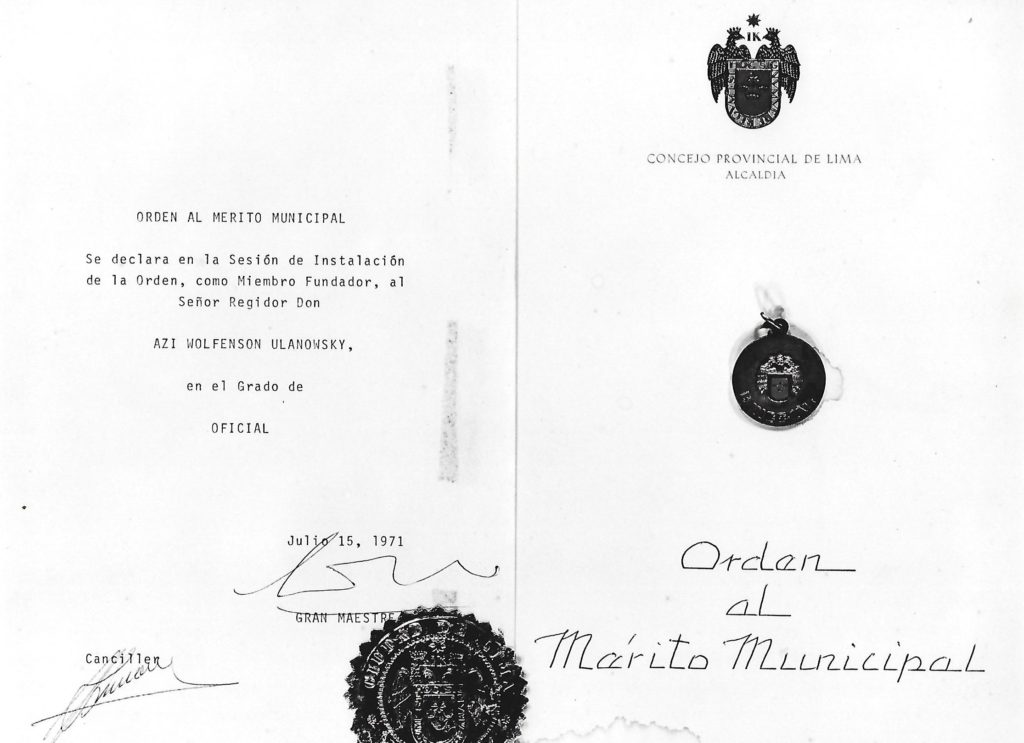 ORDEN AL MERITO MUNICIPAL
Se declara en la Sesión de Instalación
de la Orden, como Miembro Fundador, al
Señor Regidor Don
AZI WOLFENSON ULANOWSKY,
en el Grado de
OFICIAL
Julio 15, 1971
GRAN MAESTRE
Canciller
IK
CONCEJO PROVINCIAL DE LIMA
ALCALDIA
Orden
al
Mérito Municipal